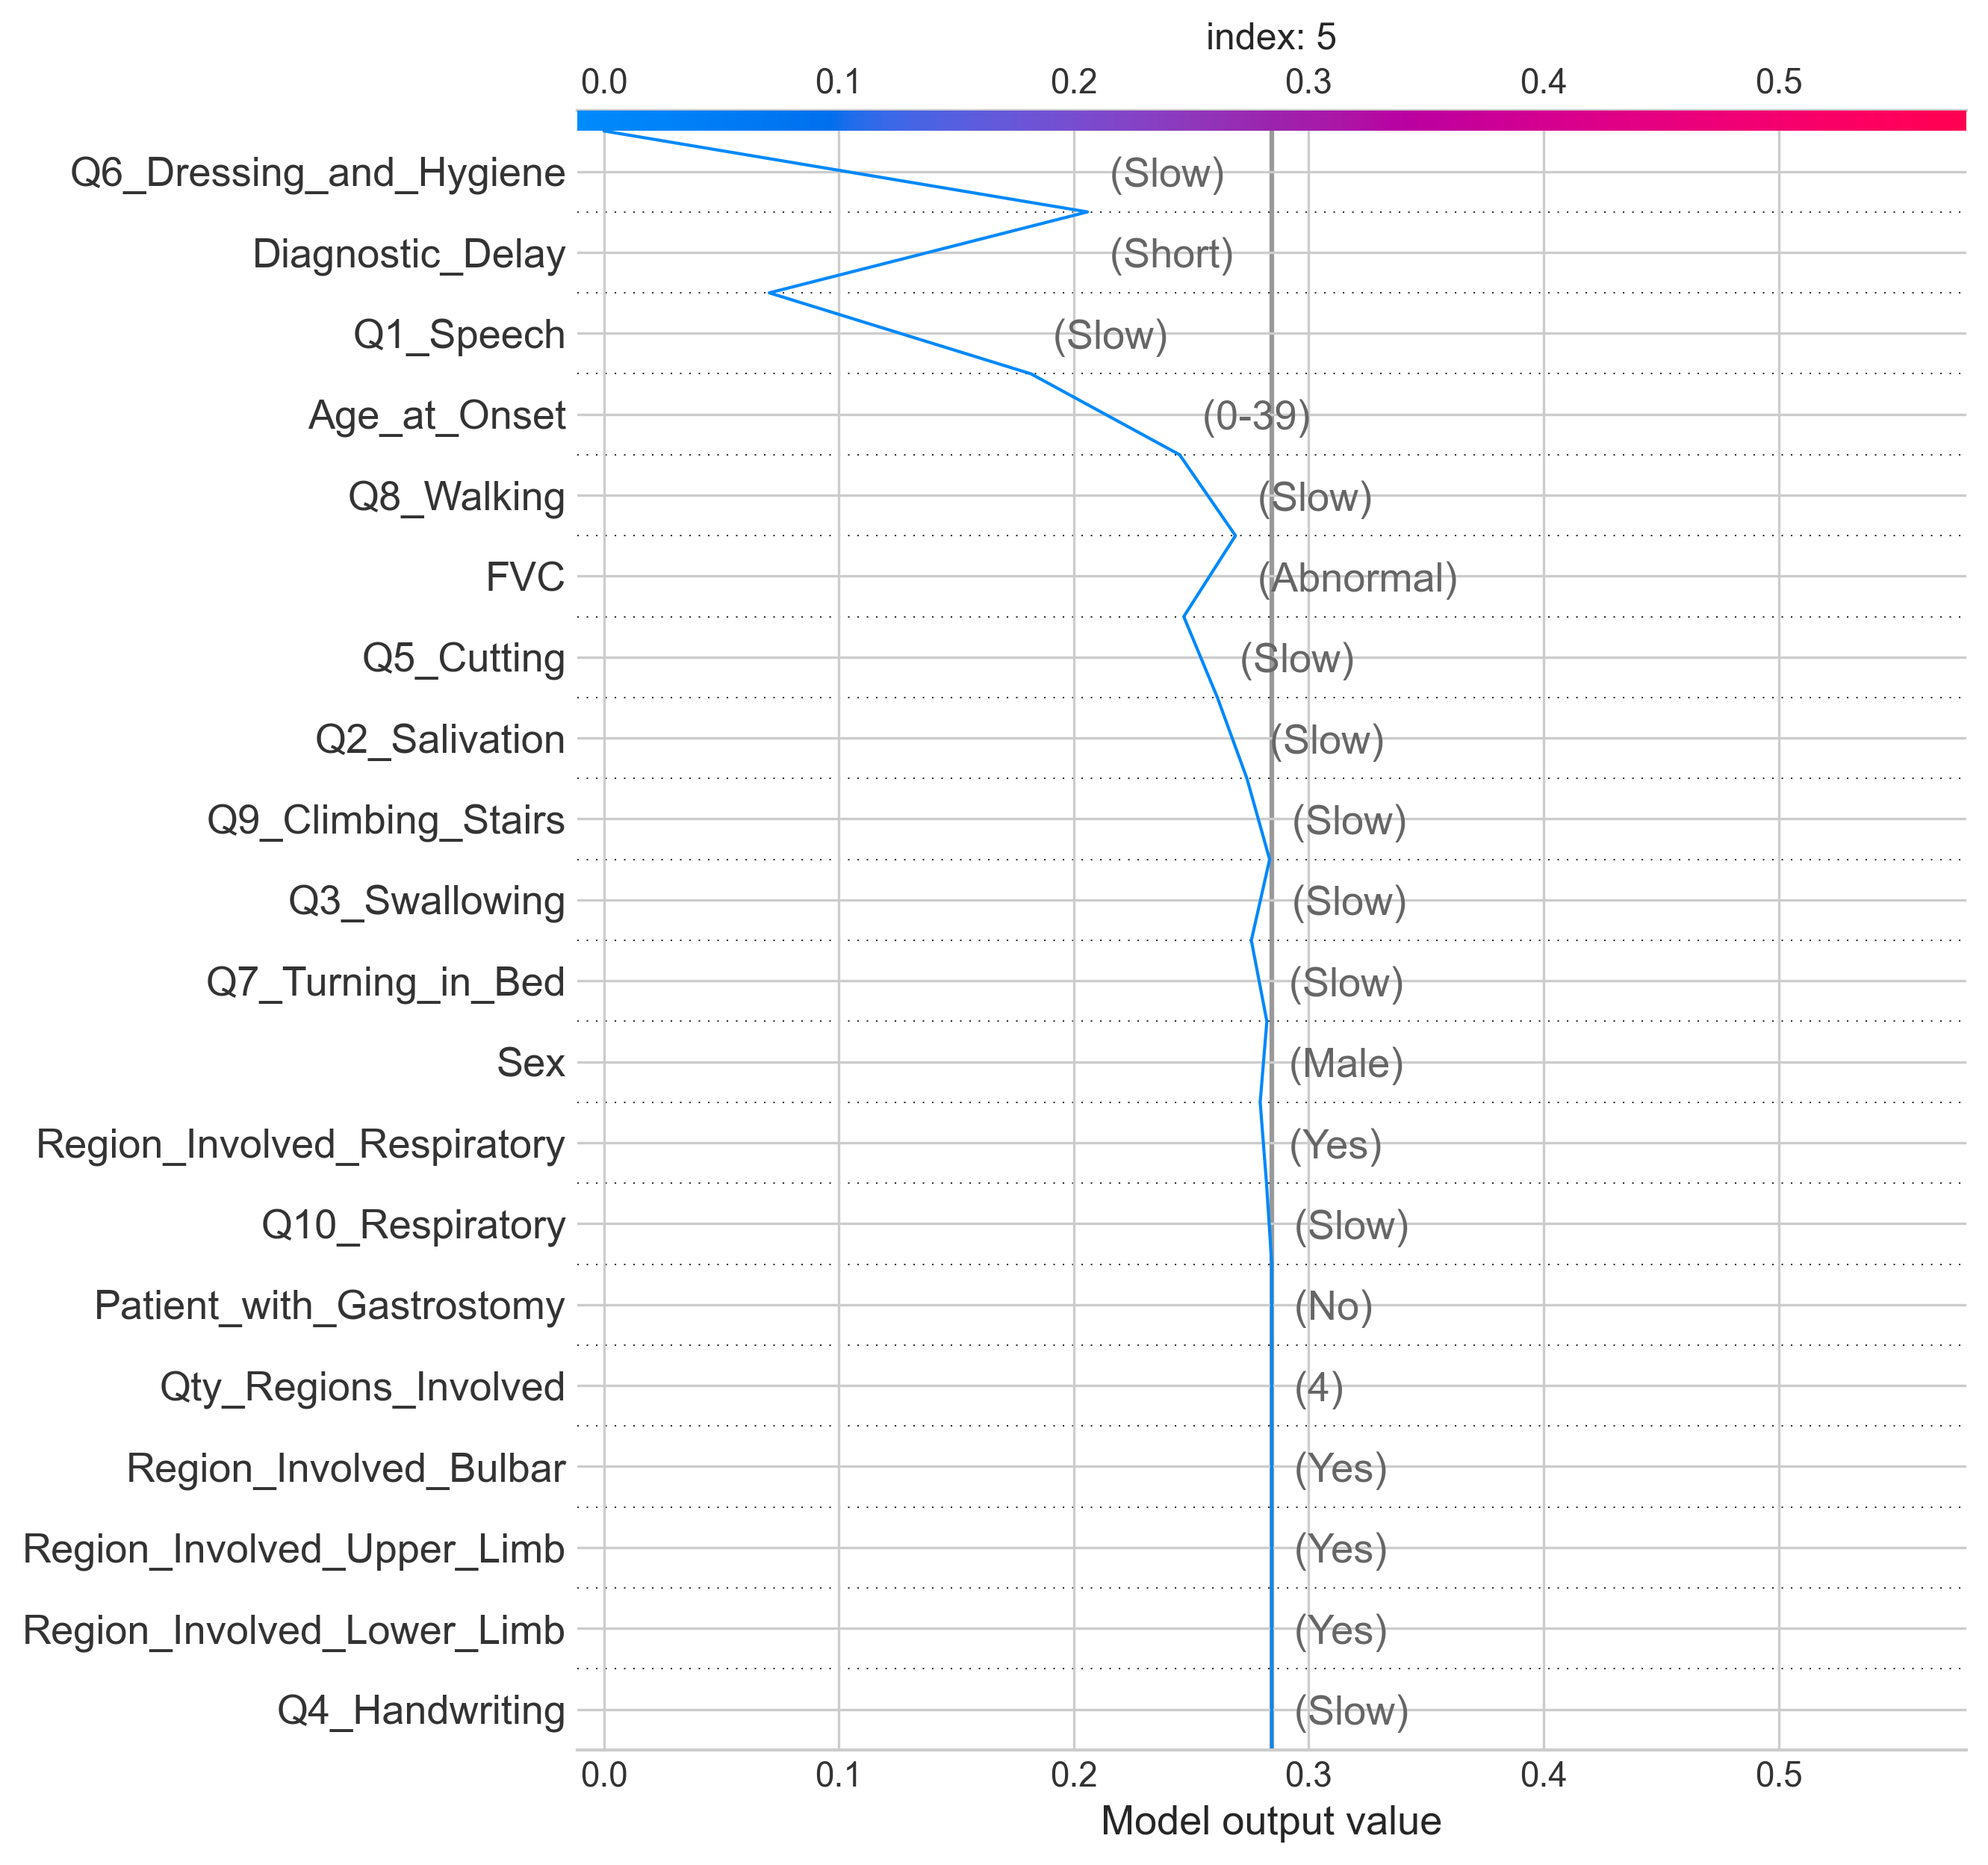 index: 5
0.0 0.1 0.2 0.3 0.4 0.5
Q6_Dressing_and_Hygiene (Slow)
Diagnostic_Delay (Short)
Q1_Speech (Slow)
Age_at_Onset (0-39)
Q8_Walking (Slow)
FVC (Abnormal)
Q5_Cutting (Slow)
Q2_Salivation (Slow)
Q9_Climbing_Stairs (Slow)
Q3_Swallowing (Slow)
Q7_Turning_in_Bed (Slow)
Sex (Male)
Region_Involved_Respiratory (Yes)
Q10_Respiratory (Slow)
Patient_with_Gastrostomy (No)
Qty_Regions_Involved (4)
Region_Involved_Bulbar (Yes)
Region_Involved_Upper_Limb (Yes)
Region_Involved_Lower_Limb (Yes)
Q4_Handwriting (Slow)
0.0 0.1 0.2 0.3 0.4 0.5
Model output value